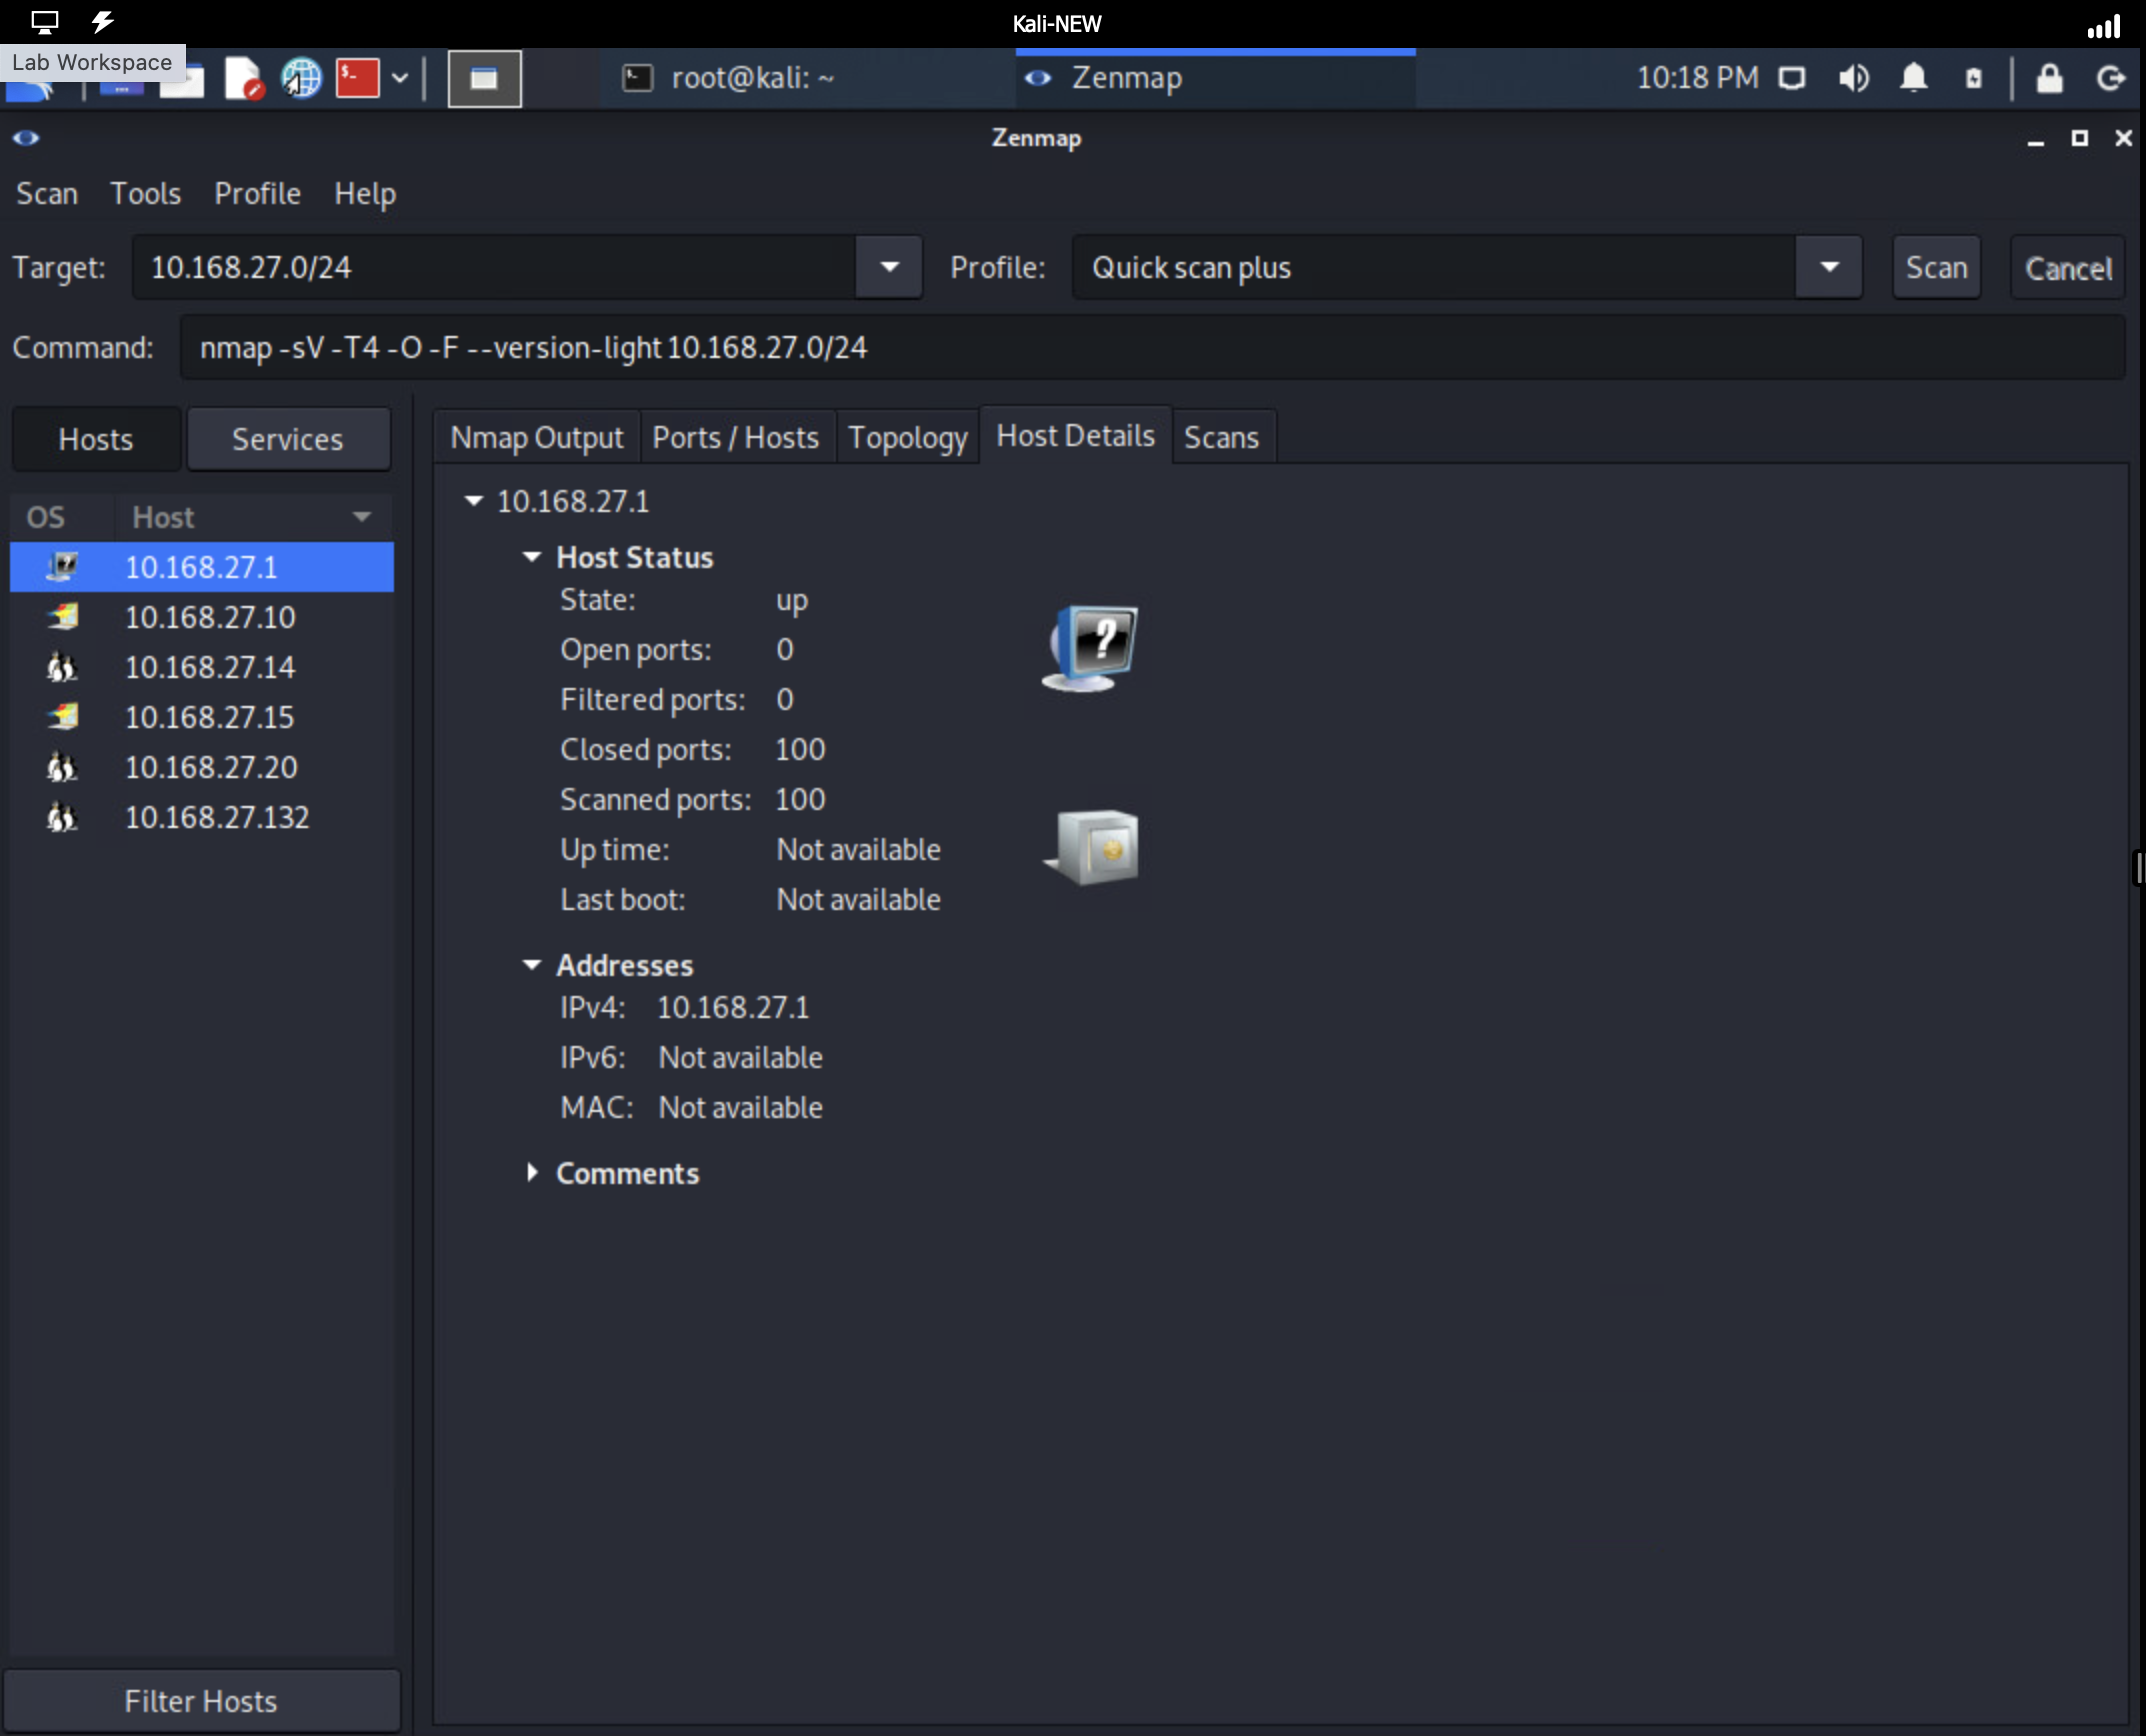 Kali-NEW
Lab Workspace
root@kali: ~
Zenmap
10:18 PM
Zenmap
Scan Tools Profile Help
Target: 10.168.27.0/24 Profile: Quick scan plus Scan Cancel
Command: nmap -sV -T4 -O -F --version-light 10.168.27.0/24
Hosts Services
Nmap Output Ports / Hosts Topology Host Details Scans
OS Host
10.168.27.1
10.168.27.10
10.168.27.14
10.168.27.15
10.168.27.20
10.168.27.132
10.168.27.1
Host Status
State: up
Open ports: 0
Filtered ports: 0
Closed ports: 100
Scanned ports: 100
Up time: Not available
Last boot: Not available
Addresses
IPv4: 10.168.27.1
IPv6: Not available
MAC: Not available
Comments
Filter Hosts